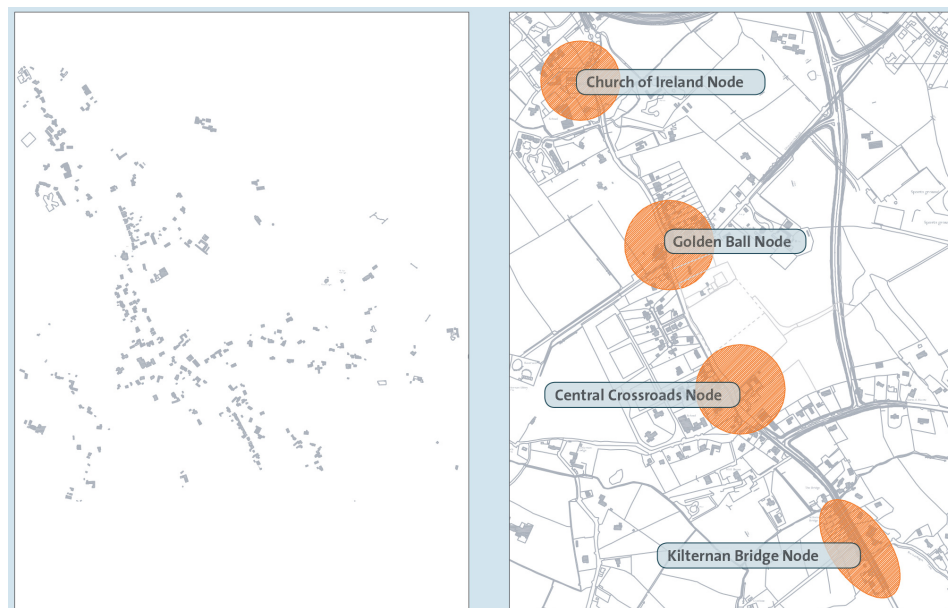 Church of Ireland Node
Golden Ball Node
Central Crossroads Node
Kilternan Bridge Node